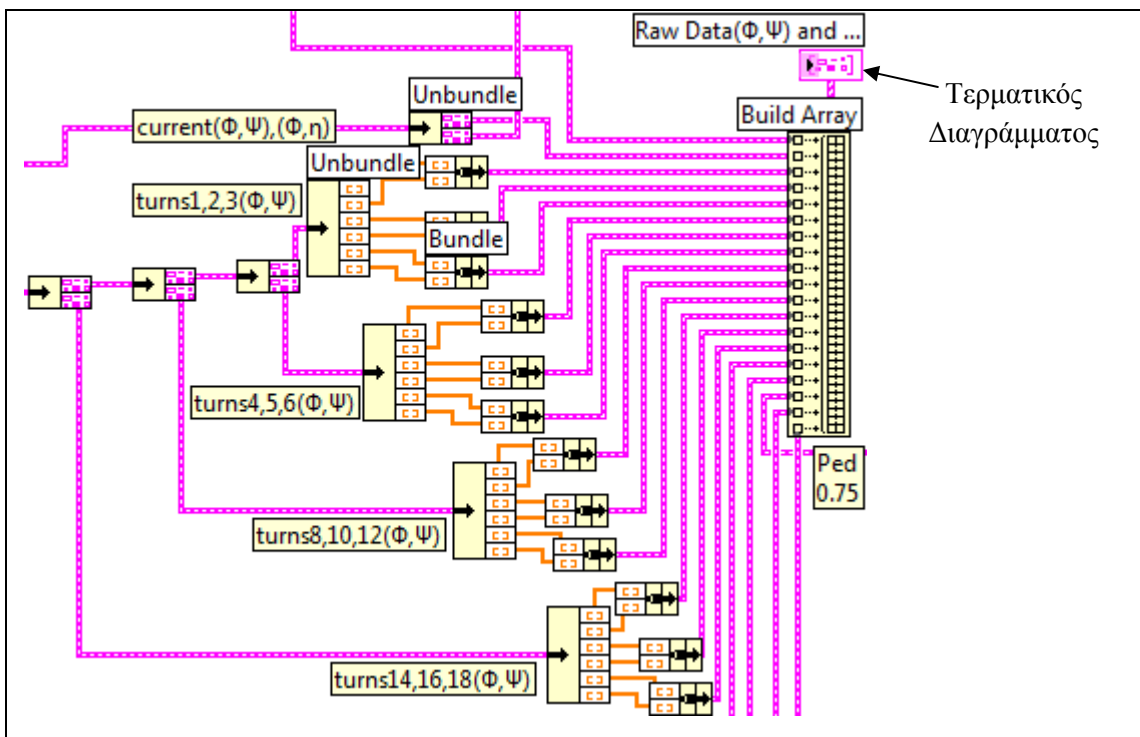 Raw Data(Φ,Ψ) and ...
Τερματικός
Διαγράμματος
Unbundle
Build Array
current(Φ,Ψ),(Φ,η)
Unbundle
turns1,2,3(Φ,Ψ)
Bundle
turns4,5,6(Φ,Ψ)
Ped
0.75
turns8,10,12(Φ,Ψ)
turns14,16,18(Φ,Ψ)